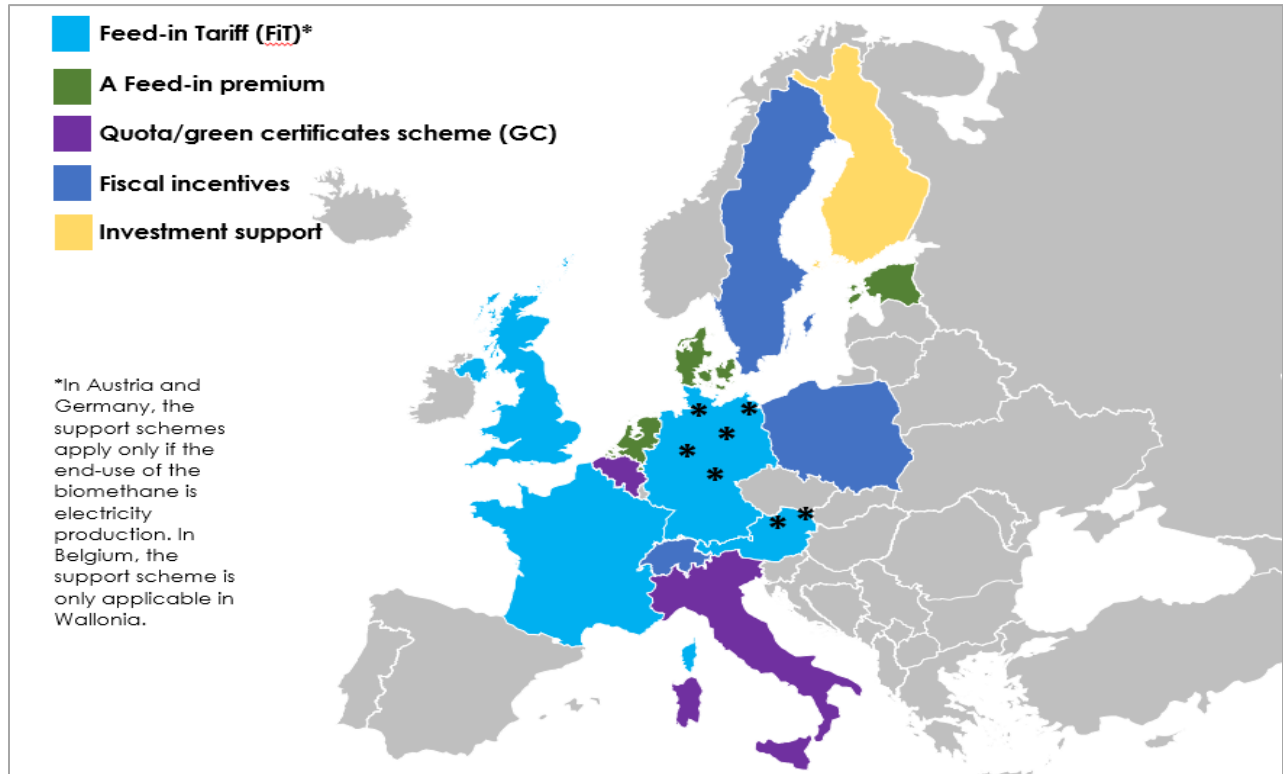 Feed-in Tariff (FiT)*
A Feed-in premium
Quota/green certificates scheme (GC)
Fiscal incentives
Investment support
*In Austria and
Germany, the
support schemes
apply only if the
end-use of the
biomethane is
electricity
production. In
Belgium, the
support scheme is
only applicable in
Wallonia.
*
*
*
*
*
*
*